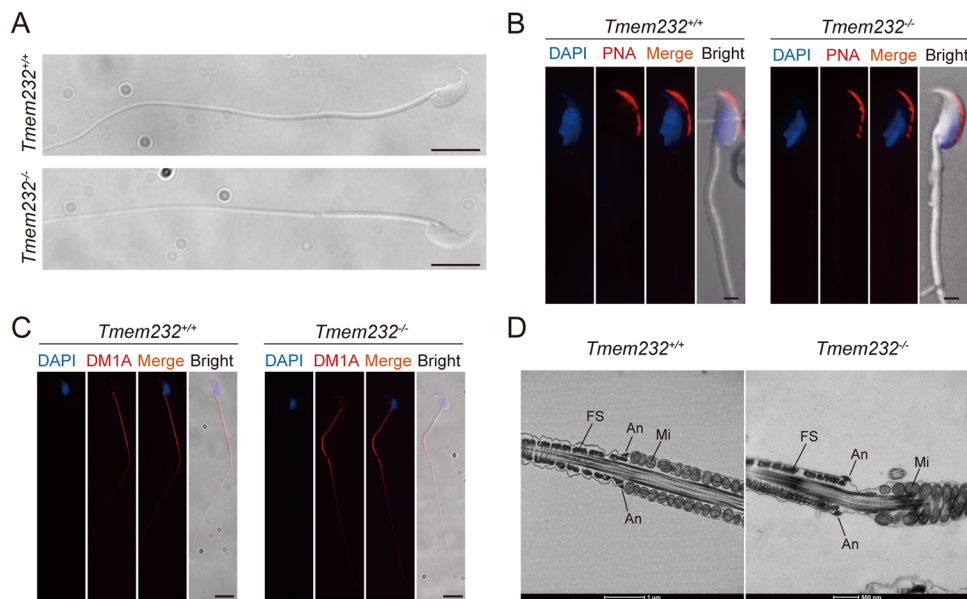 A
Tmem232+/+
Tmem232-/-
B
Tmem232+/+
DAPI PNA Merge Bright
Tmem232-/-
DAPI PNA Merge Bright
C
Tmem232+/+
DAPI DM1A Merge Bright
Tmem232-/-
DAPI DM1A Merge Bright
D
Tmem232+/+
FS
An
Mi
An
1 μm
Tmem232-/-
FS
An
Mi
An
500 nm